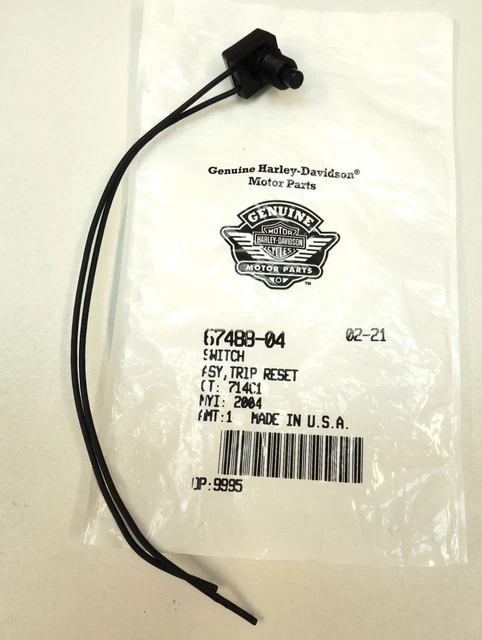 Genuine Harley-Davidson®
Motor Parts
GENUINE
MOTOR
HARLEY-DAVIDSON
CYCLES
MOTOR PARTS
™
67488-04 02-21
SWITCH
ASY,TRIP RESET
CT: 714C1
MYI: 2004
AMT:1 MADE IN U.S.A.
OP:9995